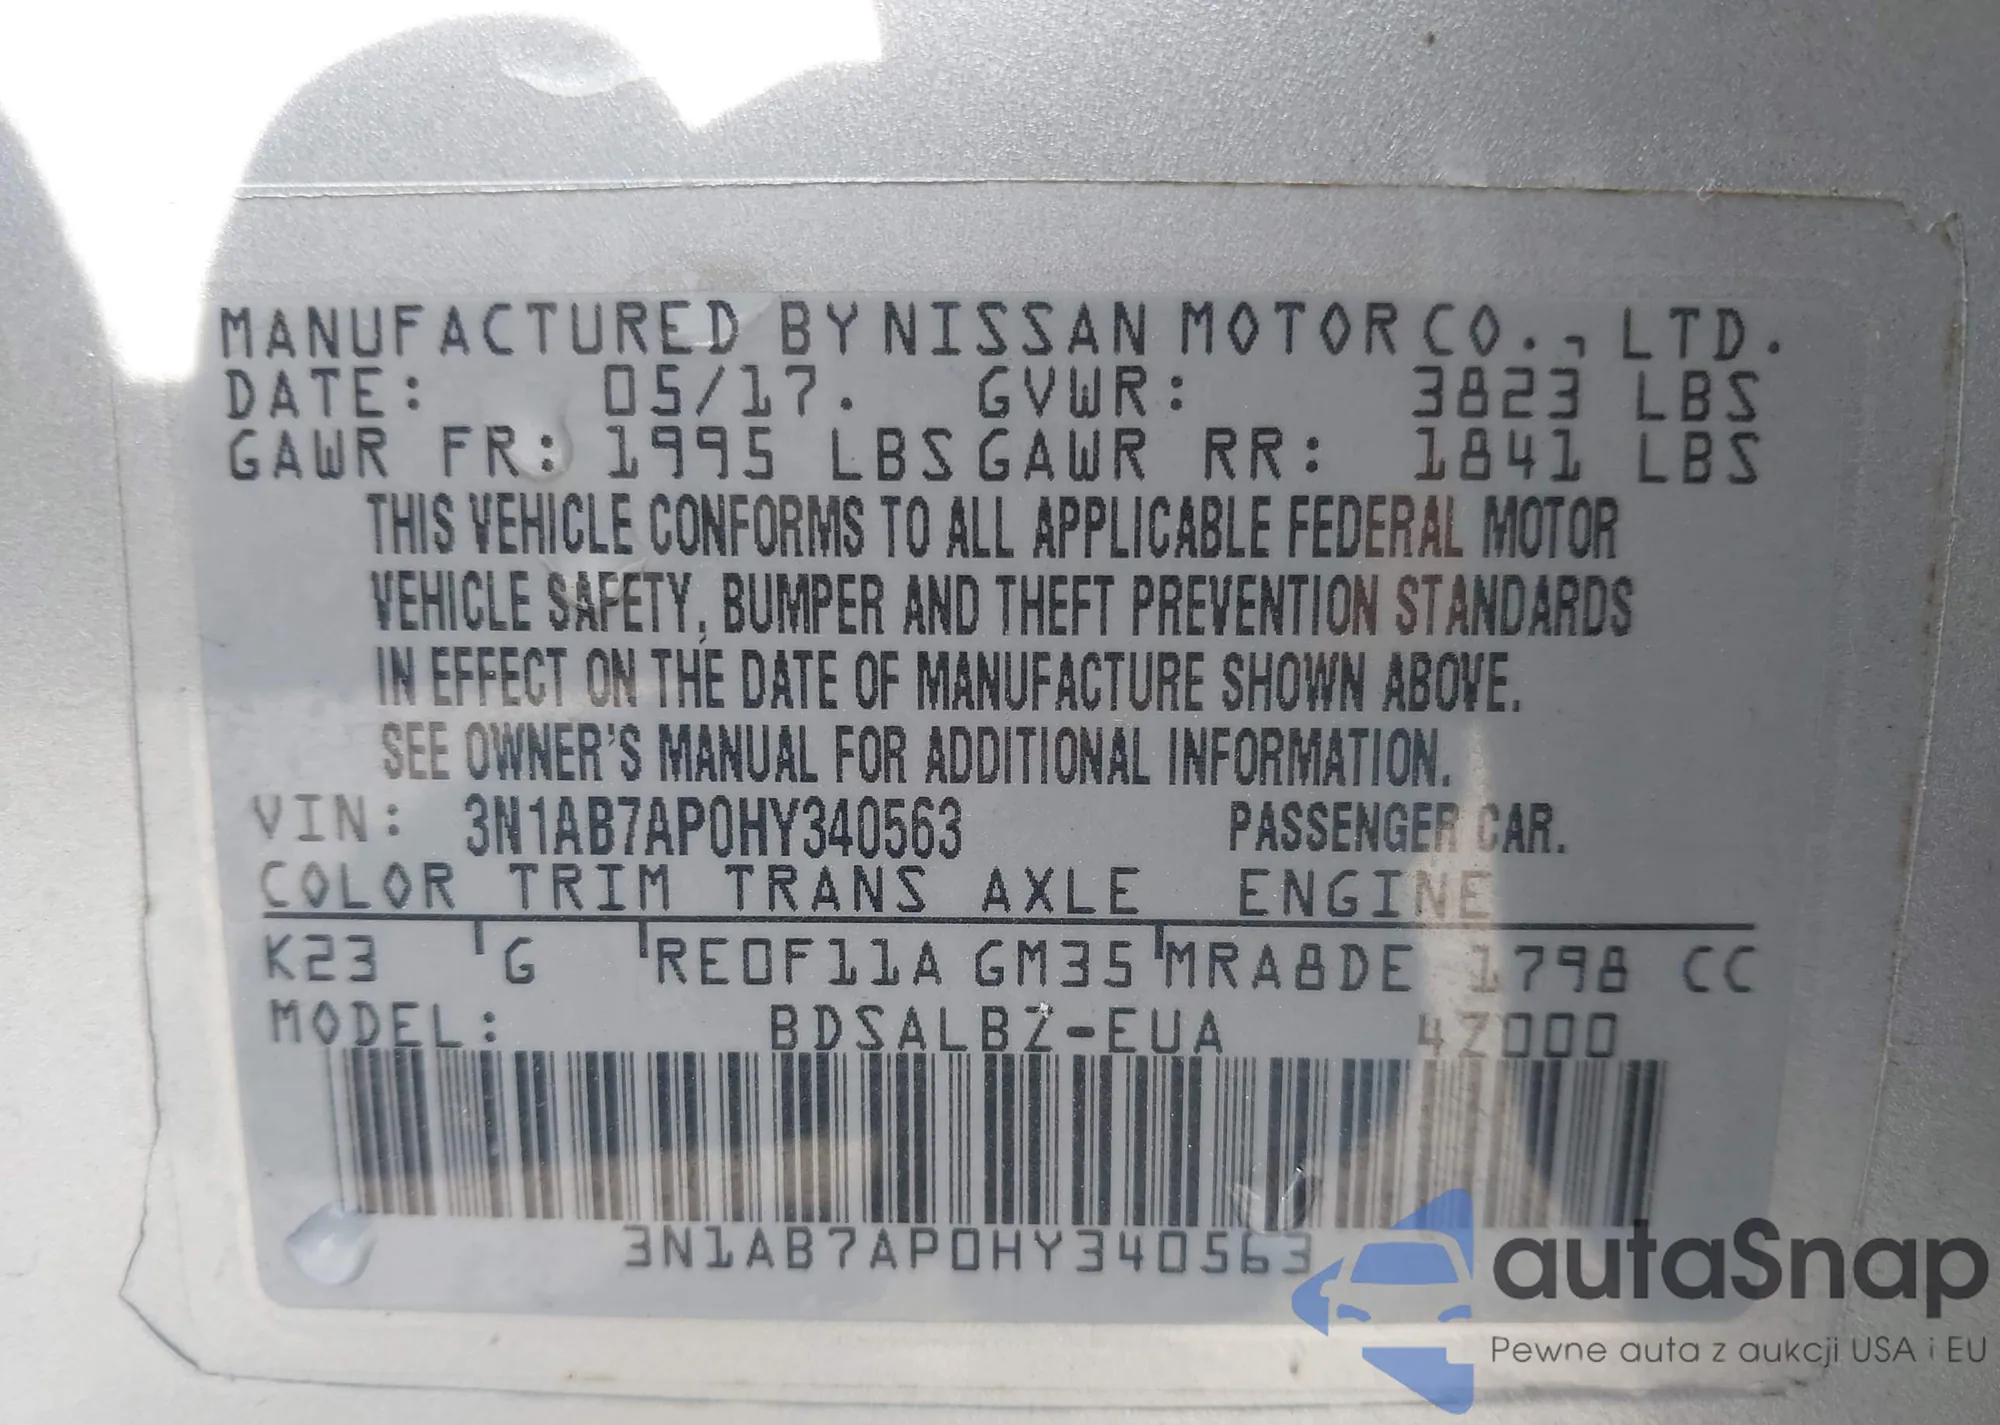 MANUFACTURED BY NISSAN MOTOR CO., LTD.
DATE: 05/17. GVWR: 3823 LBS
GAWR FR: 1995 LBS GAWR RR: 1841 LBS
THIS VEHICLE CONFORMS TO ALL APPLICABLE FEDERAL MOTOR
VEHICLE SAFETY, BUMPER AND THEFT PREVENTION STANDARDS
IN EFFECT ON THE DATE OF MANUFACTURE SHOWN ABOVE.
SEE OWNER'S MANUAL FOR ADDITIONAL INFORMATION.
VIN: 3N1AB7AP0HY340563 PASSENGER CAR.
COLOR TRIM TRANS AXLE ENGINE
K23 G RE0F11A GM35 MRA8DE 1798 CC
MODEL: BDSALBZ-EUA 4Z000
3N1AB7AP0HY340563
autaSnap
Pewne auta z aukcji USA i EU